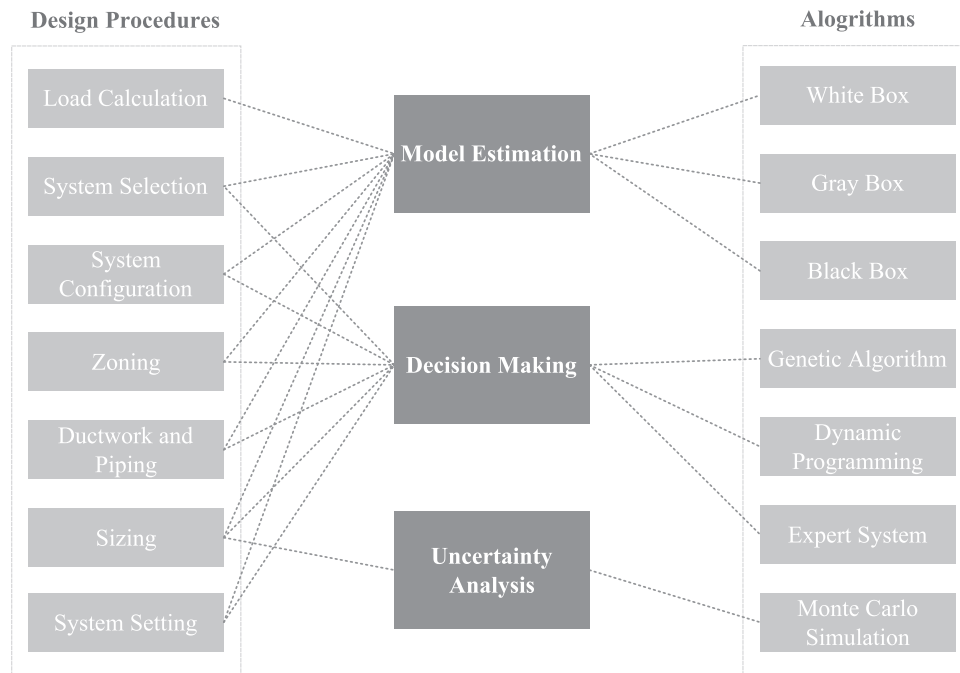 Design Procedures
Load Calculation
System Selection
System
Configuration
Zoning
Ductwork and
Piping
Sizing
System Setting
Model Estimation
Decision Making
Uncertainty
Analysis
Alogrithms
White Box
Gray Box
Black Box
Genetic Algorithm
Dynamic
Programming
Expert System
Monte Carlo
Simulation